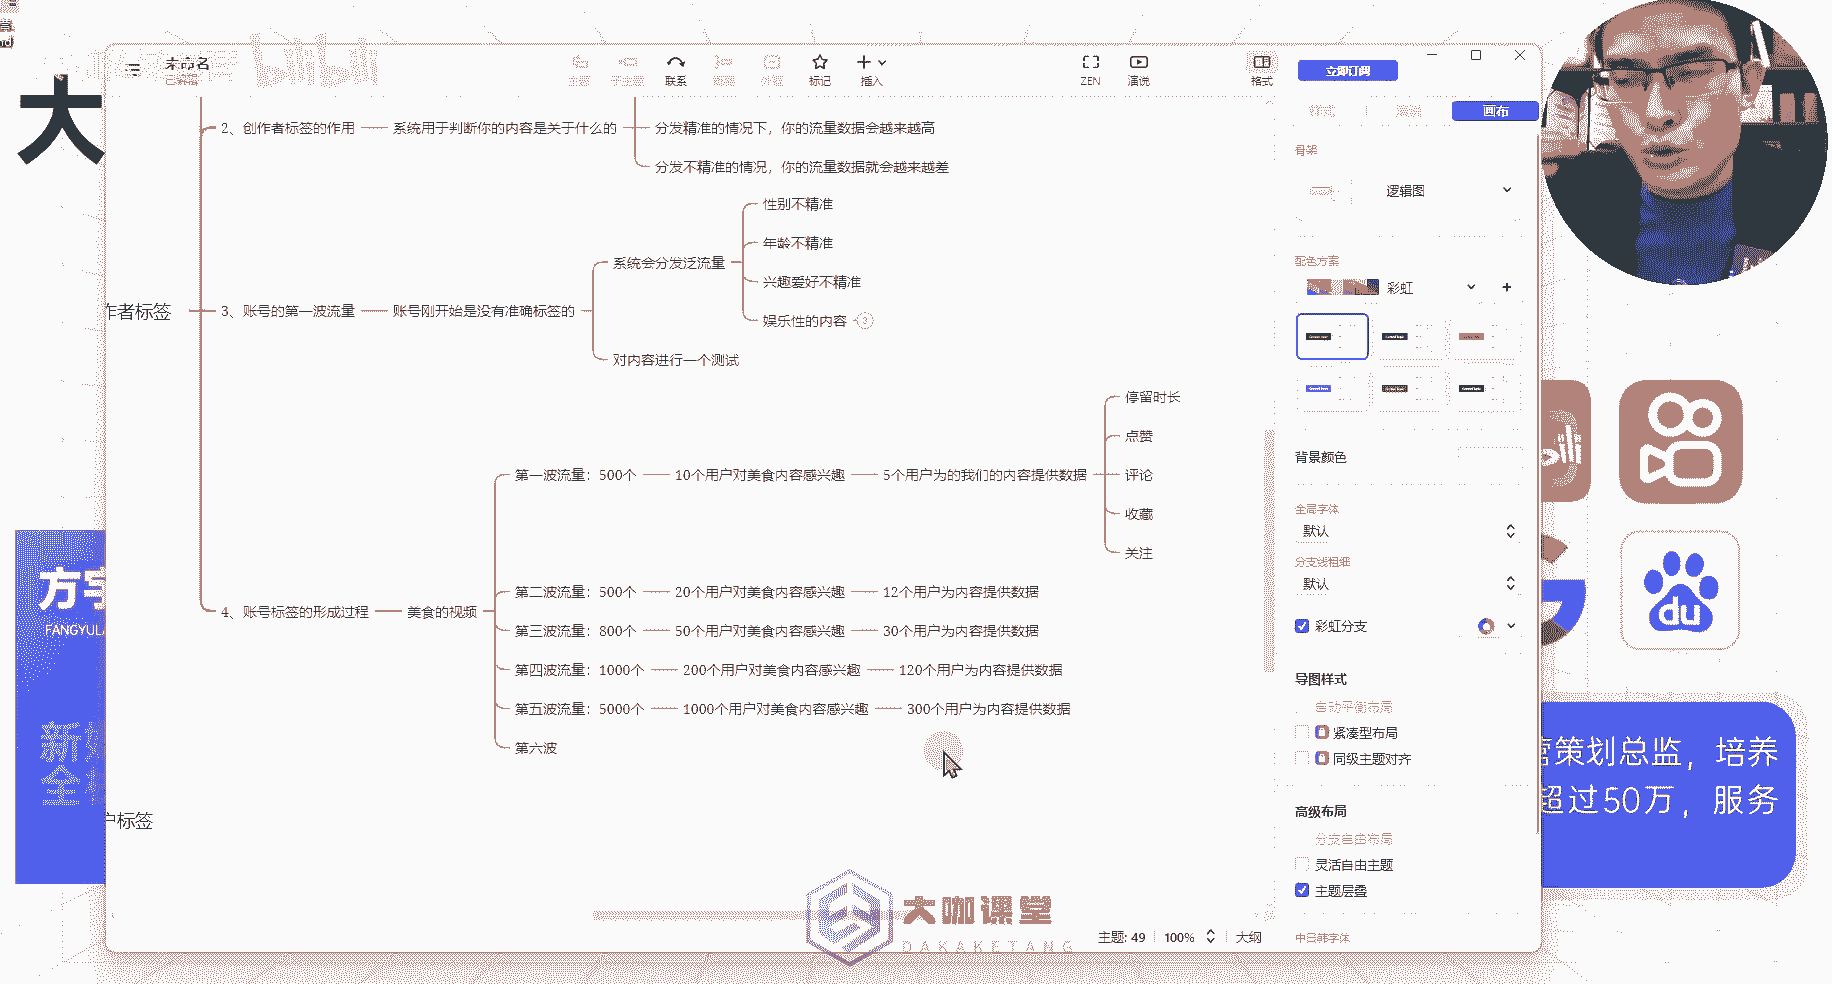 未命名
已编辑
主题
子主题
联系
概要
外框
标记
插入
ZEN
演说
格式
立即订阅
样式
演说
画布
bilibili
大
2、创作者标签的作用
系统用于判断你的内容是关于什么的
分发精准的情况下，你的流量数据会越来越高
分发不精准的情况，你的流量数据就会越来越差
作者标签
3、账号的第一波流量
账号刚开始是没有准确标签的
系统会分发泛流量
性别不精准
年龄不精准
兴趣爱好不精准
娱乐性的内容
对内容进行一个测试
4、账号标签的形成过程
美食的视频
第一波流量：500个
10个用户对美食内容感兴趣
5个用户为的我们的内容提供数据
停留时长
点赞
评论
收藏
关注
第二波流量：500个
20个用户对美食内容感兴趣
12个用户为内容提供数据
第三波流量：800个
50个用户对美食内容感兴趣
30个用户为内容提供数据
第四波流量：1000个
200个用户对美食内容感兴趣
120个用户为内容提供数据
第五波流量：5000个
1000个用户对美食内容感兴趣
300个用户为内容提供数据
第六波
户标签
骨架
逻辑图
配色方案
彩虹
背景颜色
全局字体
默认
分支线粗细
默认
彩虹分支
导图样式
自动平衡布局
紧凑型布局
同级主题对齐
高级布局
分支自由布局
灵活自由主题
主题层叠
中日韩字体
主题: 49
100%
大纲
方宇
FANGYUL
新
全
大咖课堂
DAKAKETANG
du
营策划总监，培养
超过50万，服务